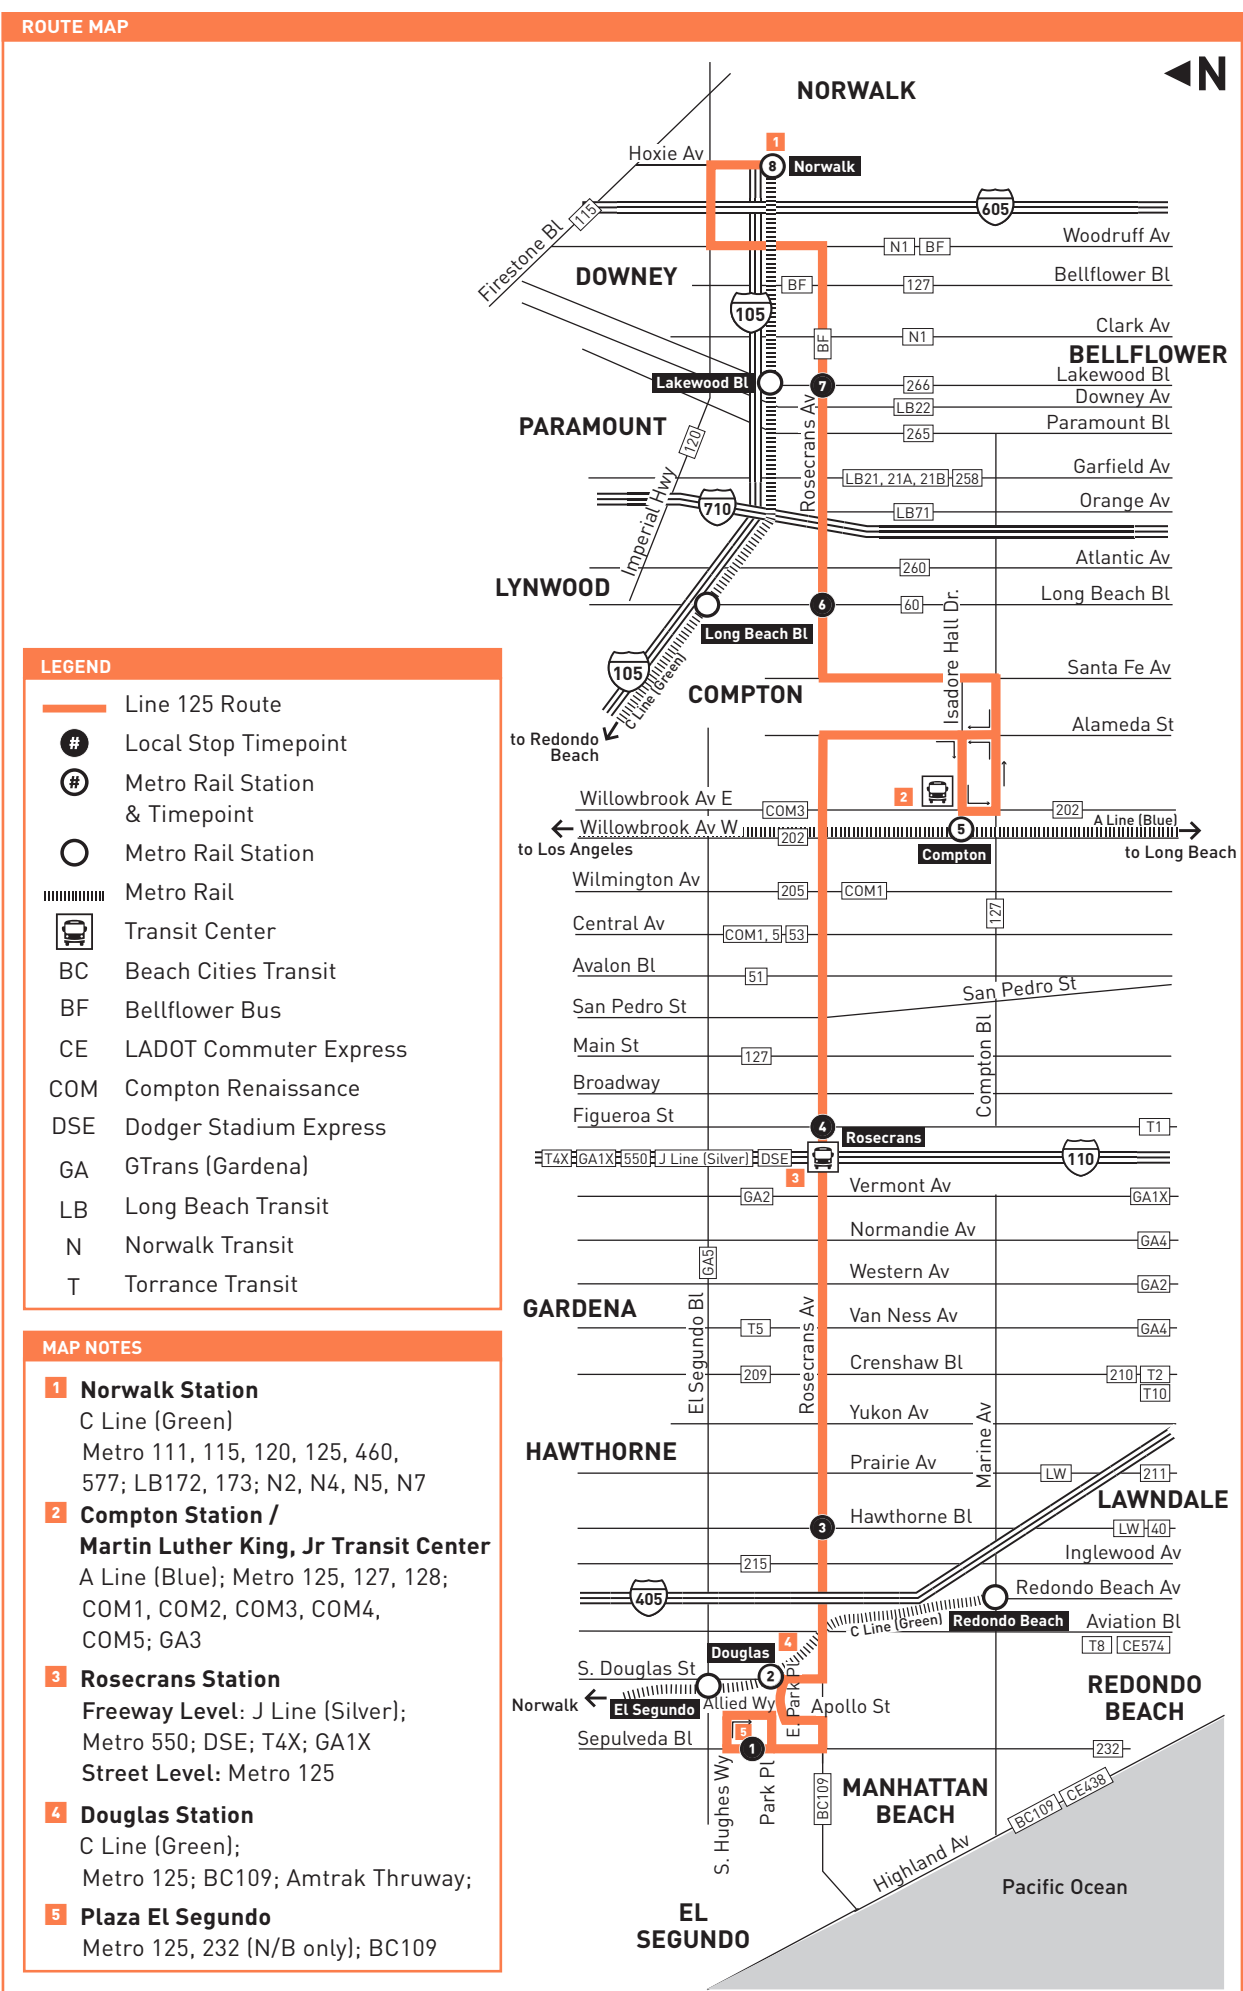 ROUTE MAP
N
NORWALK
1
Hoxie Av
8
Norwalk
605
115
Firestone Bl
Woodruff Av
N1
BF
DOWNEY
Bellflower Bl
BF
127
105
Clark Av
N1
BF
BELLFLOWER
Lakewood Bl
Lakewood Bl
7
266
Downey Av
LB22
PARAMOUNT
Paramount Bl
265
120
Rosecrans Av
Garfield Av
LB21, 21A, 21B
258
Imperial Hwy
710
Orange Av
LB71
Atlantic Av
260
LYNWOOD
Long Beach Bl
6
60
Long Beach Bl
Isadore Hall Dr.
105
C Line (Green)
Santa Fe Av
COMPTON
Alameda St
to Redondo
Beach
2
Willowbrook Av E
COM3
202
Willowbrook Av W
202
5
A Line (Blue)
to Los Angeles
Compton
to Long Beach
Wilmington Av
205
COM1
127
Central Av
COM1, 5
53
Avalon Bl
51
San Pedro St
San Pedro St
Main St
127
Compton Bl
Broadway
Figueroa St
4
T1
Rosecrans
T4X
GA1X
550
J Line (Silver)
DSE
110
3
Vermont Av
GA2
GA1X
Normandie Av
GA4
GA5
Western Av
GA2
GARDENA
El Segundo Bl
Rosecrans Av
Van Ness Av
T5
GA4
Crenshaw Bl
209
210
T2
T10
Yukon Av
Marine Av
HAWTHORNE
Prairie Av
LW
211
LAWNDALE
Hawthorne Bl
3
LW
40
Inglewood Av
215
405
Redondo Beach Av
C Line (Green)
Redondo Beach
Aviation Bl
T8
CE574
4
Douglas
S. Douglas St
2
REDONDO
BEACH
Norwalk
El Segundo
Allied Wy
E. Park Pl
Apollo St
5
Sepulveda Bl
1
232
S. Hughes Wy
Park Pl
BC109
MANHATTAN
BEACH
BC109
CE438
Highland Av
Pacific Ocean
EL
SEGUNDO
LEGEND
Line 125 Route
# Local Stop Timepoint
# Metro Rail Station
& Timepoint
Metro Rail Station
Metro Rail
Transit Center
BC Beach Cities Transit
BF Bellflower Bus
CE LADOT Commuter Express
COM Compton Renaissance
DSE Dodger Stadium Express
GA GTrans (Gardena)
LB Long Beach Transit
N Norwalk Transit
T Torrance Transit
MAP NOTES
1 Norwalk Station
C Line (Green)
Metro 111, 115, 120, 125, 460,
577; LB172, 173; N2, N4, N5, N7
2 Compton Station /
Martin Luther King, Jr Transit Center
A Line (Blue); Metro 125, 127, 128;
COM1, COM2, COM3, COM4,
COM5; GA3
3 Rosecrans Station
Freeway Level: J Line (Silver);
Metro 550; DSE; T4X; GA1X
Street Level: Metro 125
4 Douglas Station
C Line (Green);
Metro 125; BC109; Amtrak Thruway;
5 Plaza El Segundo
Metro 125, 232 (N/B only); BC109